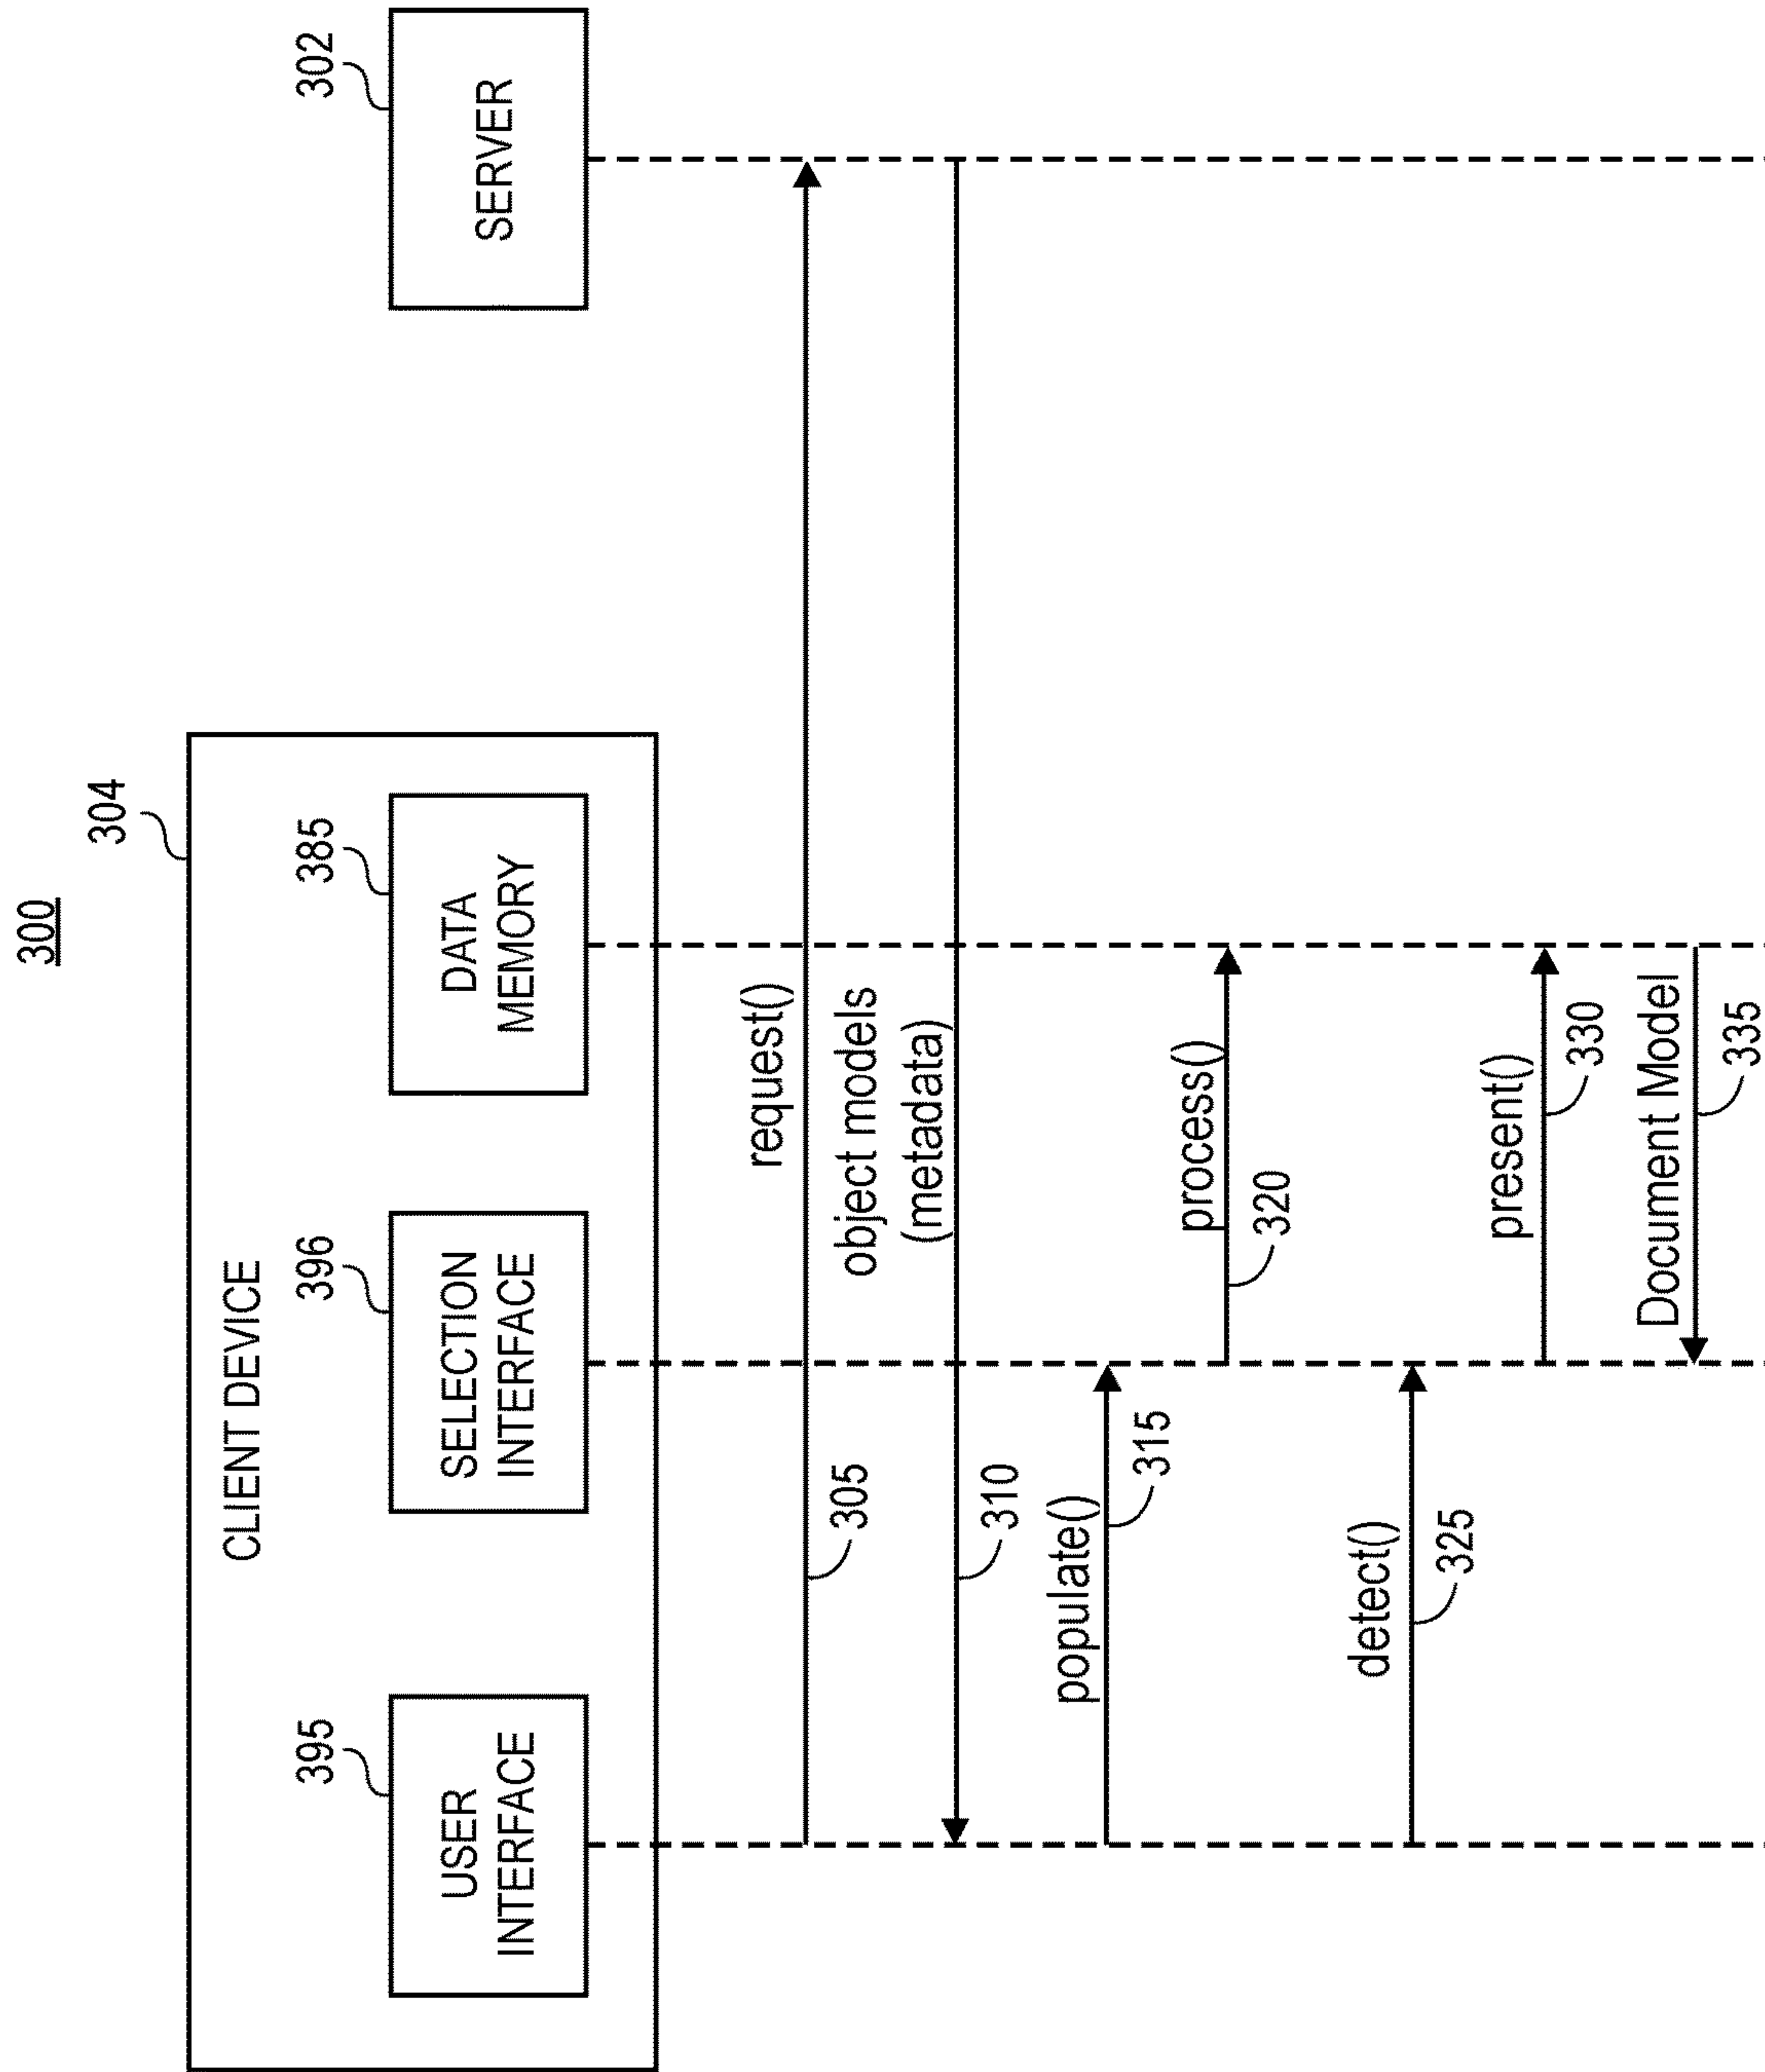 300
304
CLIENT DEVICE
395
USER
INTERFACE
396
SELECTION
INTERFACE
385
DATA
MEMORY
302
SERVER
request()
305
object models
(metadata)
310
populate()
315
process()
320
detect()
325
present()
330
Document Model
335